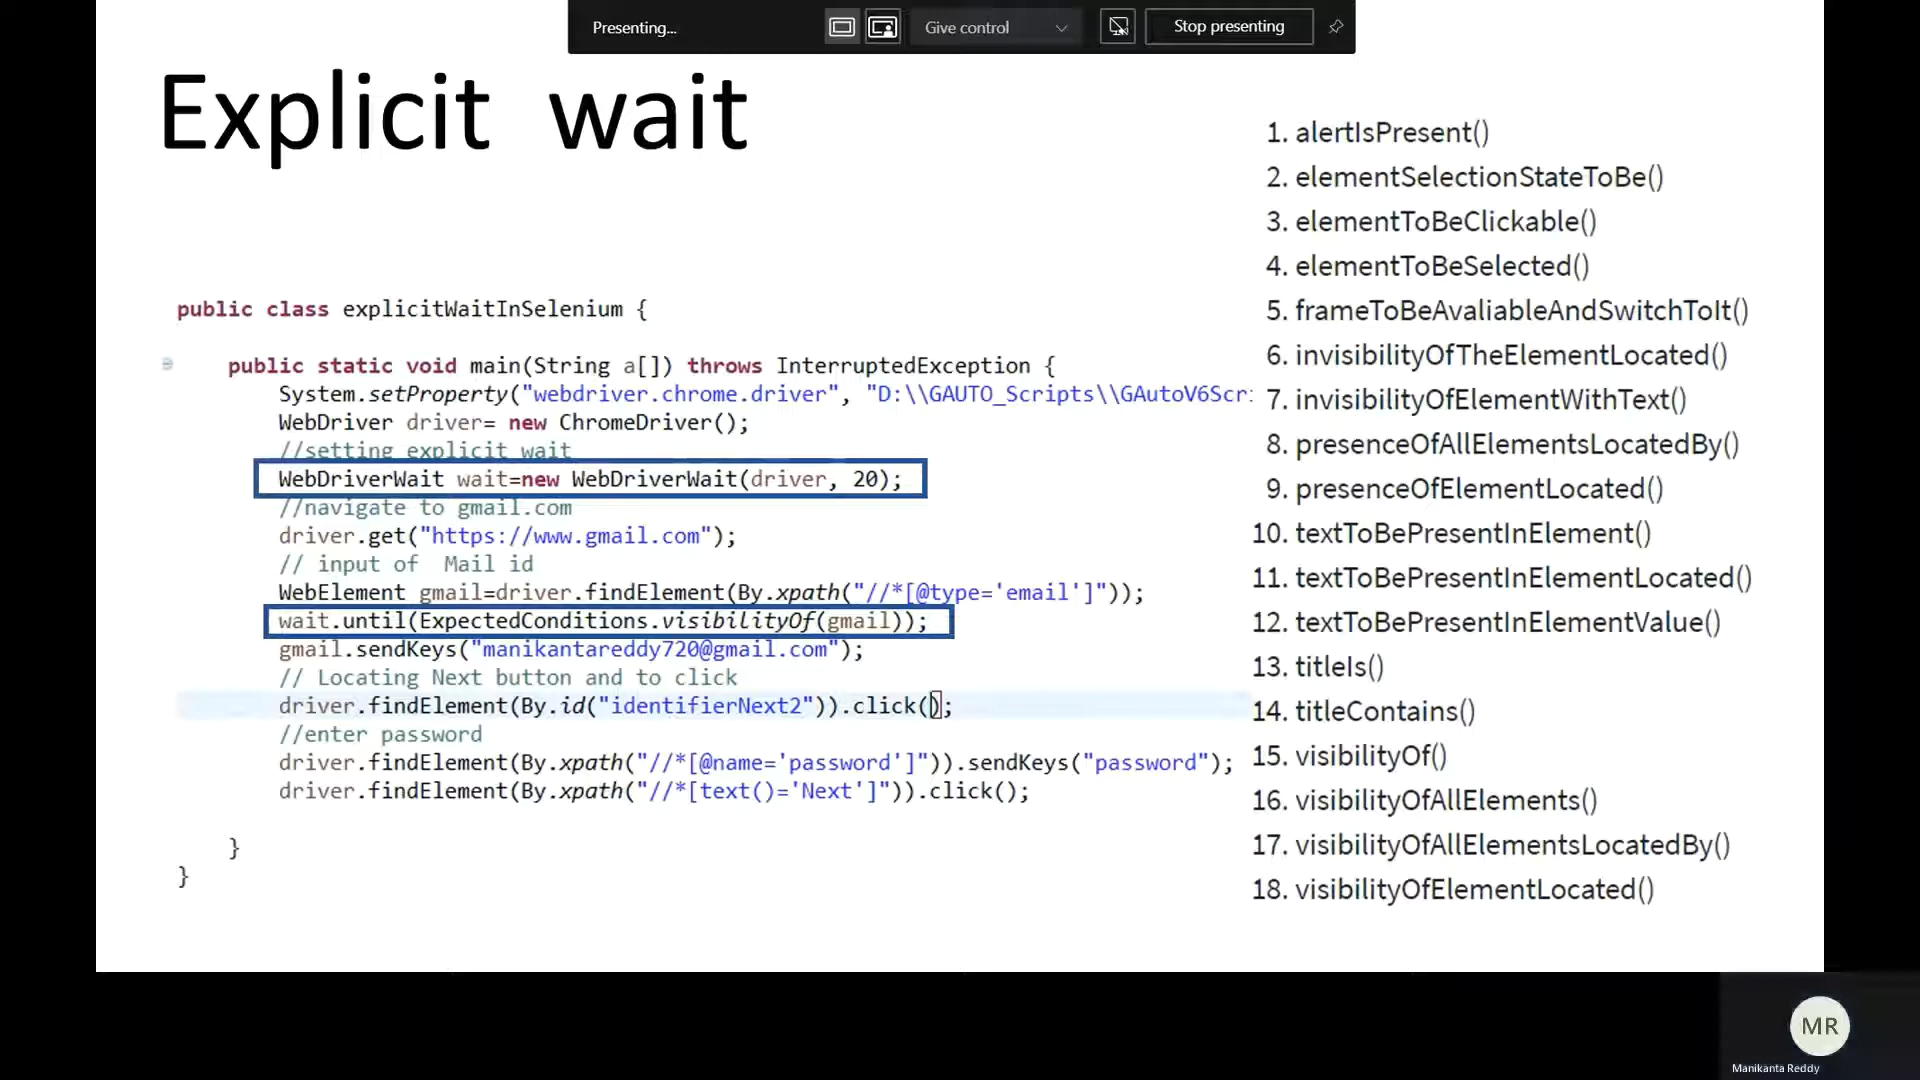 Presenting...
Give control
Stop presenting
Explicit wait
public class explicitWaitInSelenium {
public static void main(String a[]) throws InterruptedException {
System.setProperty("webdriver.chrome.driver", "D:\\GAUTO_Scripts\\GAutoV6Scr
WebDriver driver= new ChromeDriver();
//setting explicit wait
WebDriverWait wait=new WebDriverWait(driver, 20);
//navigate to gmail.com
driver.get("https://www.gmail.com");
// input of  Mail id
WebElement gmail=driver.findElement(By.xpath("//*[@type='email']"));
wait.until(ExpectedConditions.visibilityOf(gmail));
gmail.sendKeys("manikantareddy720@gmail.com");
// Locating Next button and to click
driver.findElement(By.id("identifierNext2")).click();
//enter password
driver.findElement(By.xpath("//*[@name='password']")).sendKeys("password");
driver.findElement(By.xpath("//*[text()='Next']")).click();
}
}
1. alertIsPresent()
2. elementSelectionStateToBe()
3. elementToBeClickable()
4. elementToBeSelected()
5. frameToBeAvaliableAndSwitchToIt()
6. invisibilityOfTheElementLocated()
7. invisibilityOfElementWithText()
8. presenceOfAllElementsLocatedBy()
9. presenceOfElementLocated()
10. textToBePresentInElement()
11. textToBePresentInElementLocated()
12. textToBePresentInElementValue()
13. titleIs()
14. titleContains()
15. visibilityOf()
16. visibilityOfAllElements()
17. visibilityOfAllElementsLocatedBy()
18. visibilityOfElementLocated()
MR
Manikanta Reddy